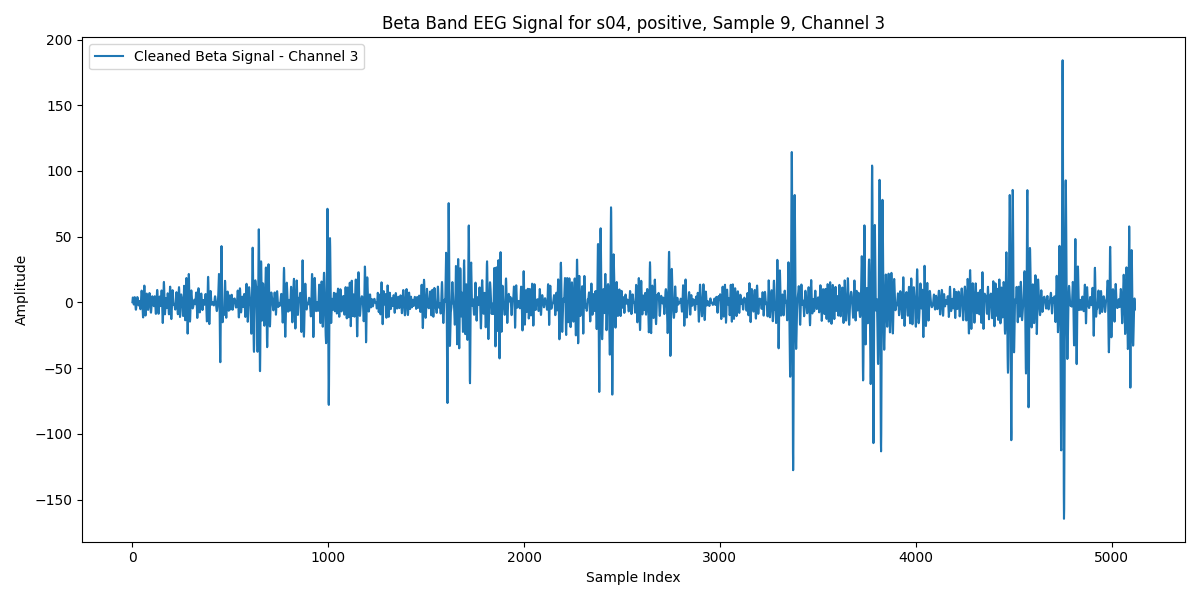 Beta Band EEG Signal for s04, positive, Sample 9, Channel 3
Cleaned Beta Signal - Channel 3
Amplitude
200
150
100
50
0
−50
−100
−150
0 1000 2000 3000 4000 5000
Sample Index